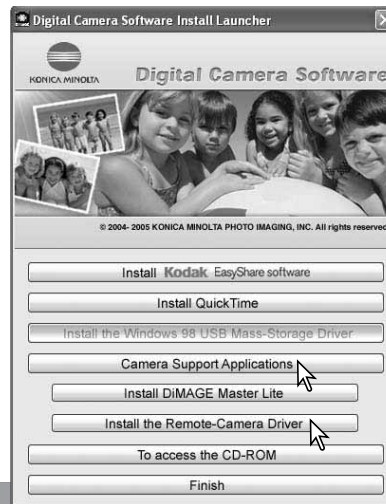 Digital Camera Software Install Launcher
KONICA MINOLTA
Digital Camera Software
© 2004- 2005 KONICA MINOLTA PHOTO IMAGING, INC. All rights reserved
Install Kodak EasyShare software
Install QuickTime
Install the Windows 98 USB Mass-Storage Driver
Camera Support Applications
Install DiMAGE Master Lite
Install the Remote-Camera Driver
To access the CD-ROM
Finish